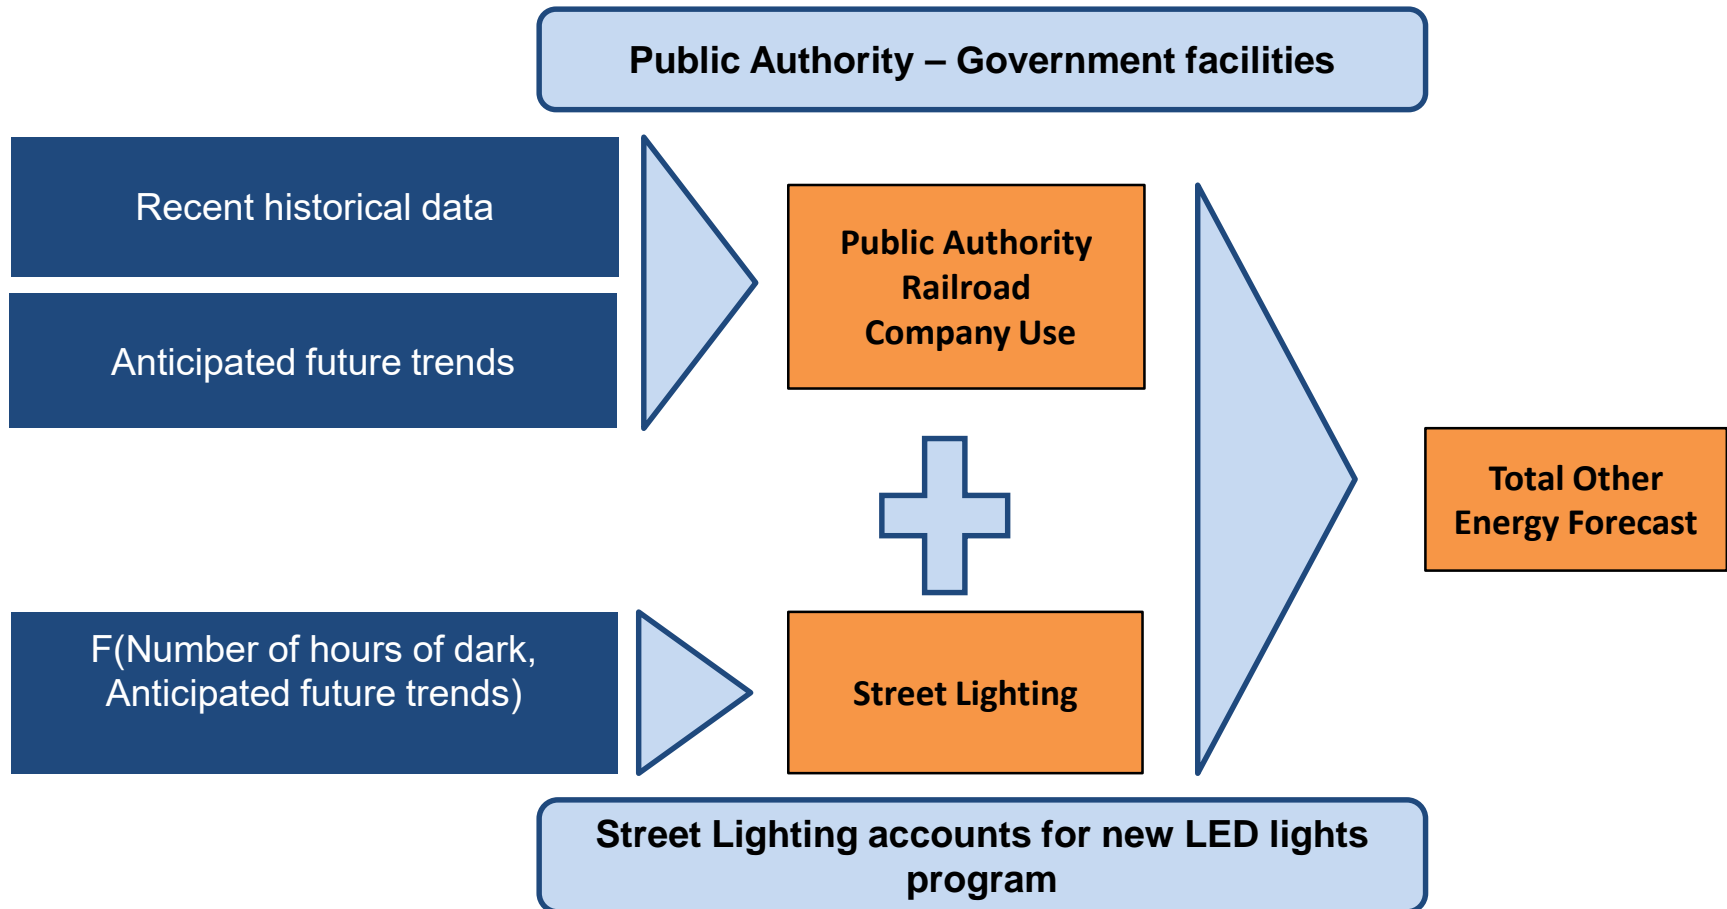 Public Authority – Government facilities
Recent historical data
Anticipated future trends
Public Authority
Railroad
Company Use
F(Number of hours of dark,
Anticipated future trends)
Street Lighting
Total Other
Energy Forecast
Street Lighting accounts for new LED lights
program